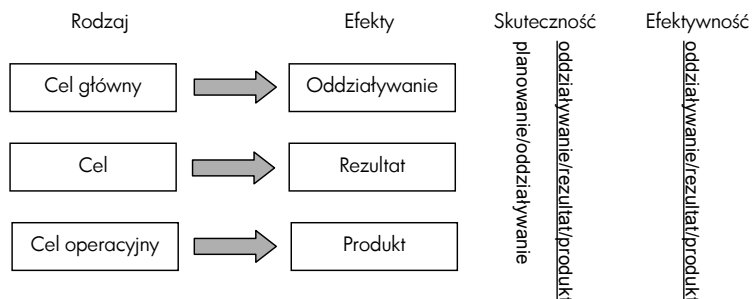 Rodzaj
Efekty
Skuteczność
Efektywność
Cel główny
Oddziaływanie
Cel
Rezultat
Cel operacyjny
Produkt
oddziaływanie/rezultat/produkt
planowanie/oddziaływanie
oddziaływanie/rezultat/produkt